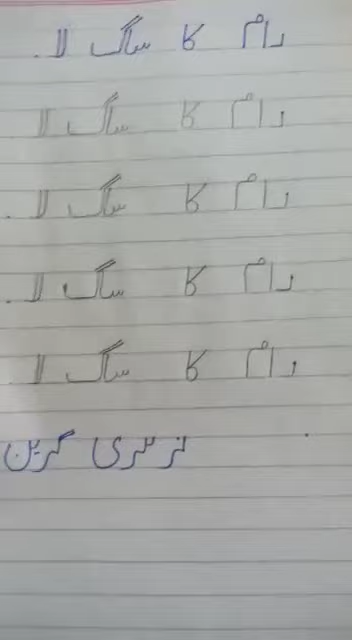 رام کا ساگ لا۔
رام کا ساگ لا
رام کا ساگ لا۔
رام کا ساگ لا۔
رام کا ساگ لا
نرسری گرین